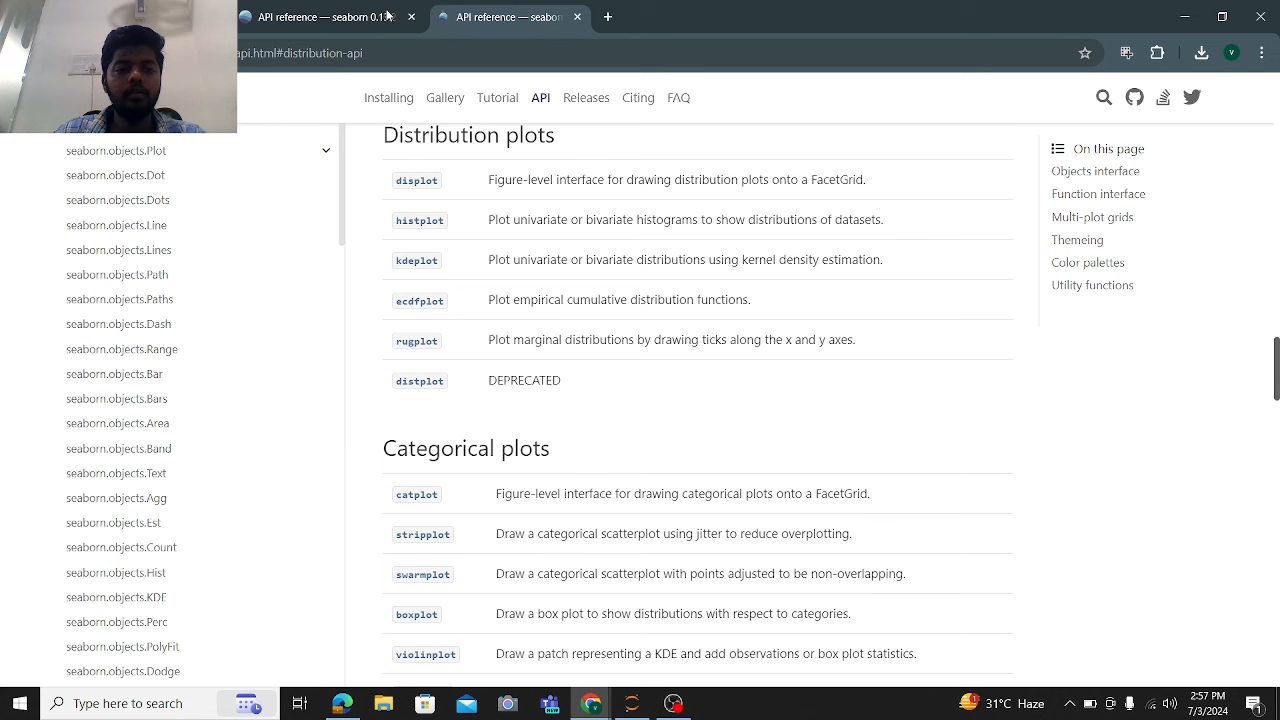 API reference — seaborn 0.13
API reference — seabor
api.html#distribution-api
Installing Gallery Tutorial API Releases Citing FAQ
seaborn.objects.Plot
seaborn.objects.Dot
seaborn.objects.Dots
seaborn.objects.Line
seaborn.objects.Lines
seaborn.objects.Path
seaborn.objects.Paths
seaborn.objects.Dash
seaborn.objects.Range
seaborn.objects.Bar
seaborn.objects.Bars
seaborn.objects.Area
seaborn.objects.Band
seaborn.objects.Text
seaborn.objects.Agg
seaborn.objects.Est
seaborn.objects.Count
seaborn.objects.Hist
seaborn.objects.KDE
seaborn.objects.Perc
seaborn.objects.PolyFit
seaborn.objects.Dodge
Distribution plots
displot Figure-level interface for drawing distribution plots onto a FacetGrid.
histplot Plot univariate or bivariate histograms to show distributions of datasets.
kdeplot Plot univariate or bivariate distributions using kernel density estimation.
ecdfplot Plot empirical cumulative distribution functions.
rugplot Plot marginal distributions by drawing ticks along the x and y axes.
distplot DEPRECATED
Categorical plots
catplot Figure-level interface for drawing categorical plots onto a FacetGrid.
stripplot Draw a categorical scatterplot using jitter to reduce overplotting.
swarmplot Draw a categorical scatterplot with points adjusted to be non-overlapping.
boxplot Draw a box plot to show distributions with respect to categories.
violinplot Draw a patch representing a KDE and add observations or box plot statistics.
On this page
Objects interface
Function interface
Multi-plot grids
Themeing
Color palettes
Utility functions
Type here to search
31°C Haze
2:57 PM
7/3/2024